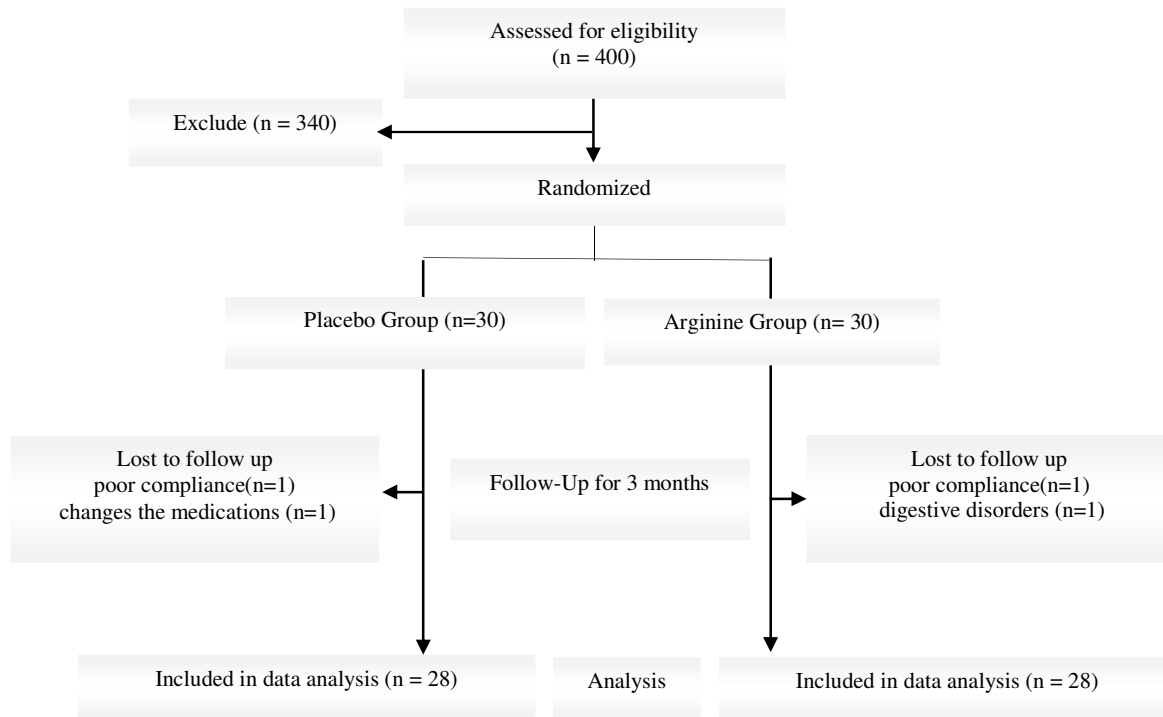 Assessed for eligibility
(n = 400)
Exclude (n = 340)
Randomized
Placebo Group (n=30)
Arginine Group (n= 30)
Lost to follow up
poor compliance(n=1)
changes the medications (n=1)
Follow-Up for 3 months
Lost to follow up
poor compliance(n=1)
digestive disorders (n=1)
Included in data analysis (n = 28)
Analysis
Included in data analysis (n = 28)